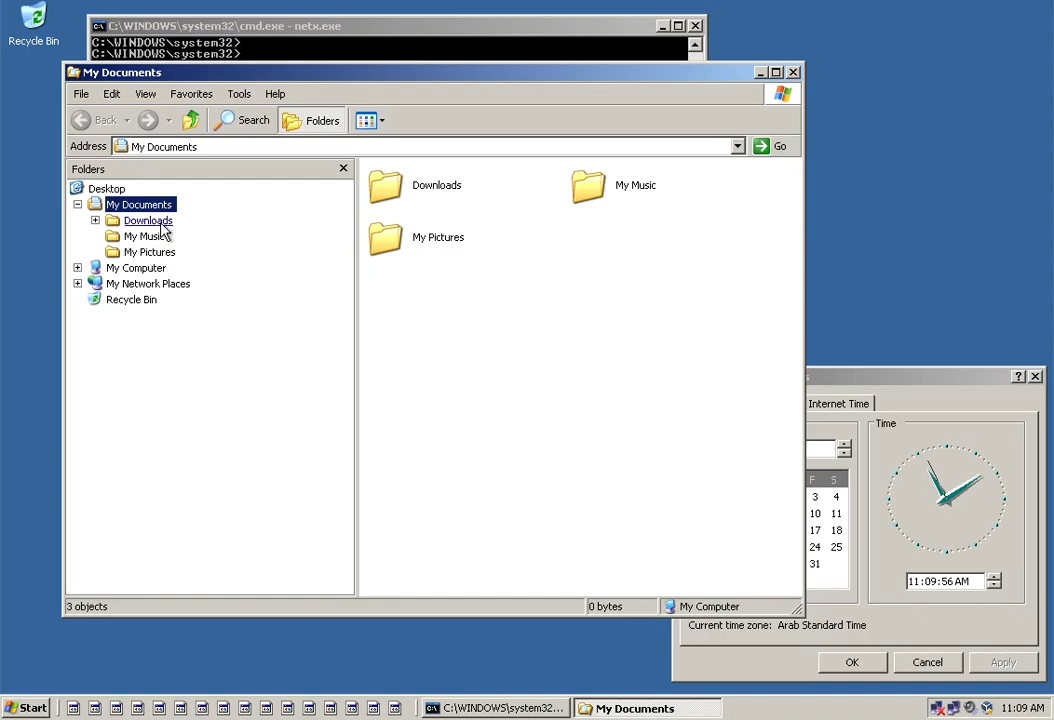 Recycle Bin
C:\WINDOWS\system32\cmd.exe - netx.exe
C:\WINDOWS\system32>
C:\WINDOWS\system32>
My Documents
File Edit View Favorites Tools Help
Back Search Folders
Address My Documents Go
Folders
Desktop
My Documents
Downloads
My Music
My Pictures
My Computer
My Network Places
Recycle Bin
Downloads
My Music
My Pictures
3 objects
0 bytes
My Computer
Internet Time
Time
F S
3 4
10 11
17 18
24 25
31
11:09:56 AM
Current time zone: Arab Standard Time
OK Cancel Apply
Start
C:\WINDOWS\system32...
My Documents
11:09 AM